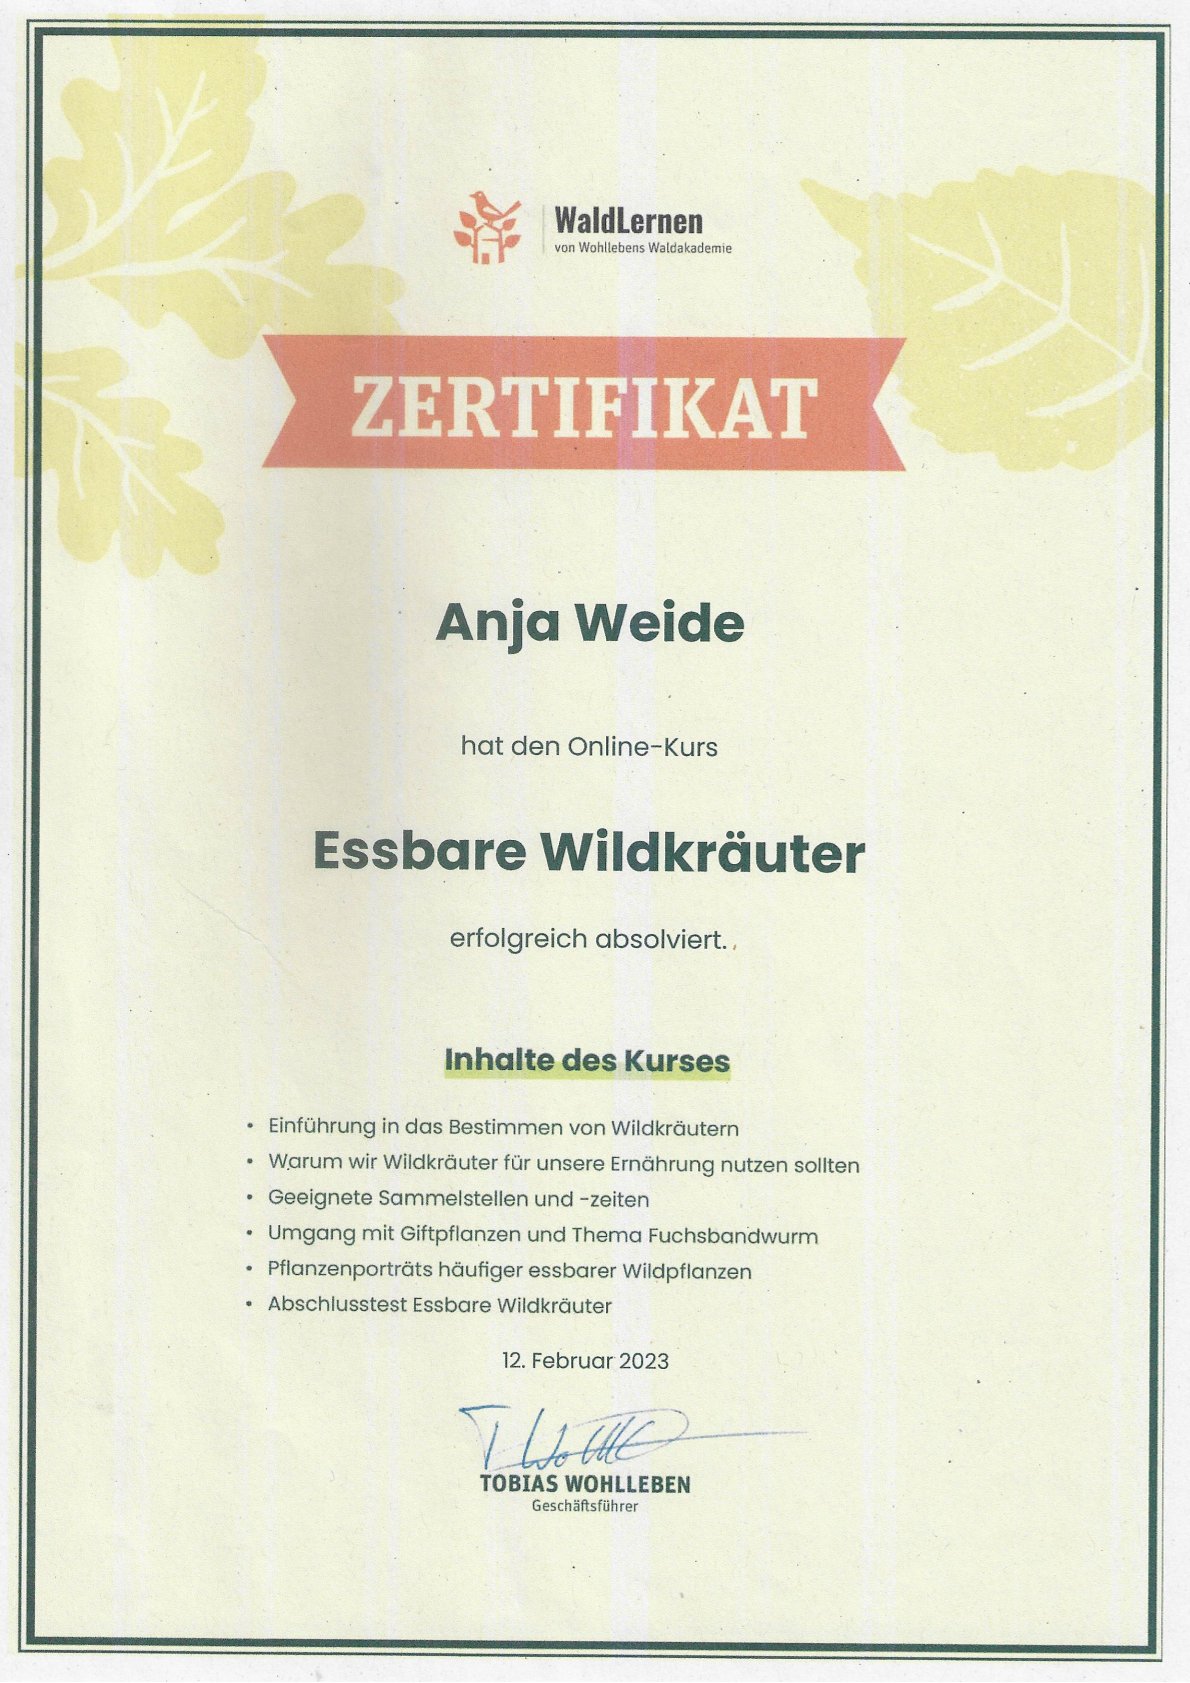 WaldLernen
von Wohllebens Waldakademie
ZERTIFIKAT
Anja Weide
hat den Online-Kurs
Essbare Wildkräuter
erfolgreich absolviert.
Inhalte des Kurses
• Einführung in das Bestimmen von Wildkräutern
• Warum wir Wildkräuter für unsere Ernährung nutzen sollten
• Geeignete Sammelstellen und -zeiten
• Umgang mit Giftpflanzen und Thema Fuchsbandwurm
• Pflanzenporträts häufiger essbarer Wildpflanzen
• Abschlusstest Essbare Wildkräuter
12. Februar 2023
TOBIAS WOHLLEBEN
Geschäftsführer